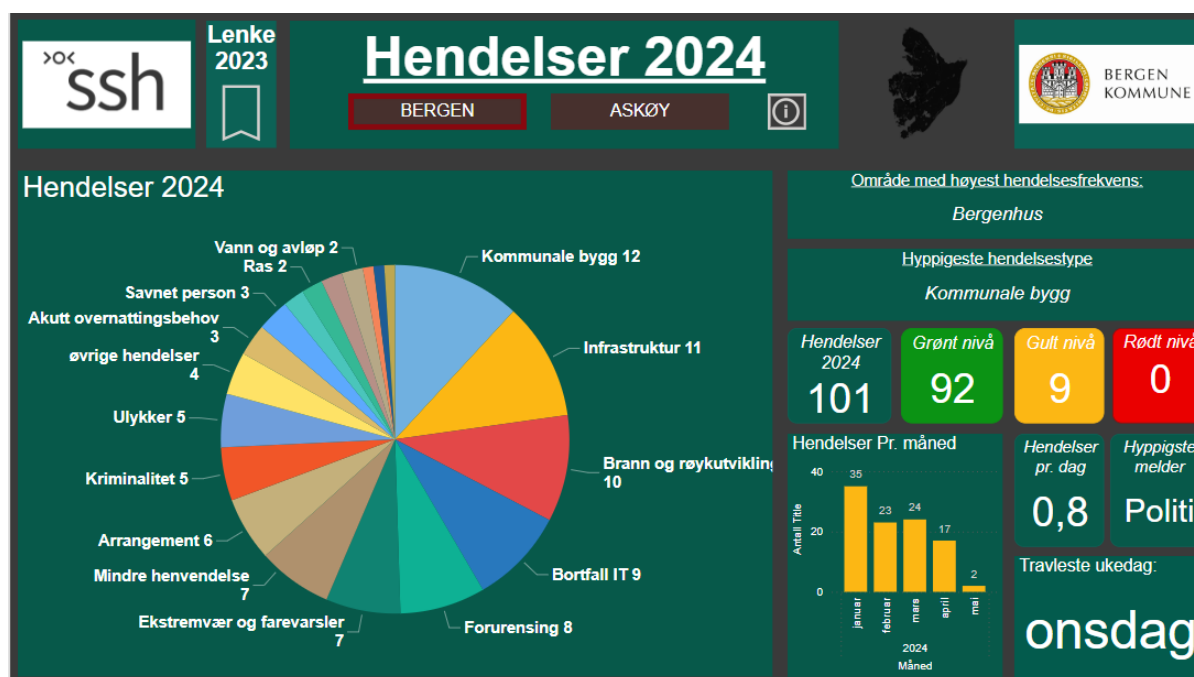 ssh
Lenke
2023
Hendelser 2024
BERGEN
ASKØY
BERGEN
KOMMUNE
Hendelser 2024
Vann og avløp 2
Ras 2
Savnet person 3
Akutt overnattingsbehov
3
øvrige hendelser
4
Ulykker 5
Kriminalitet 5
Arrangement 6
Mindre henvendelse
7
Ekstremvær og farevarsler
7
Kommunale bygg 12
Infrastruktur 11
Brann og røykutvikling
10
Bortfall IT 9
Forurensing 8
Område med høyest hendelsesfrekvens:
Bergenhus
Hyppigeste hendelsestype
Kommunale bygg
Hendelser
2024
101
Grønt nivå
92
Gult nivå
9
Rødt nivå
0
Hendelser Pr. måned
Antall Title
40
20
0
35
23
24
17
2
januar
februar
mars
april
mai
2024
Måned
Hendelser
pr. dag
0,8
Hyppigste
melder
Politi
Travleste ukedag:
onsdag